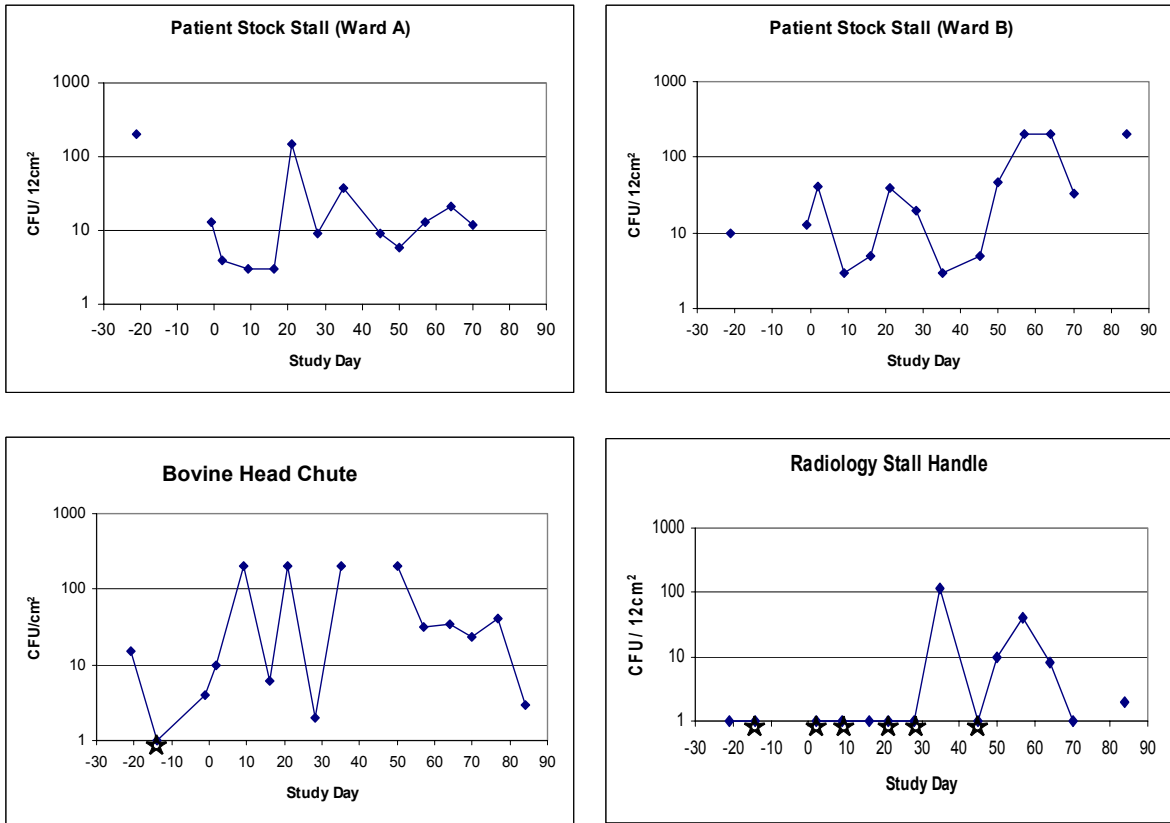 Patient Stock Stall (Ward A)
1000
100
10
1
CFU/ 12cm²
-30 -20 -10 0 10 20 30 40 50 60 70 80 90
Study Day
Patient Stock Stall (Ward B)
1000
100
10
1
CFU/ 12cm²
-30 -20 -10 0 10 20 30 40 50 60 70 80 90
Study Day
Bovine Head Chute
1000
100
10
1
CFU/cm²
-30 -20 -10 0 10 20 30 40 50 60 70 80 90
Study Day
Radiology Stall Handle
1000
100
10
1
CFU/ 12cm²
-30 -20 -10 0 10 20 30 40 50 60 70 80 90
Study Day